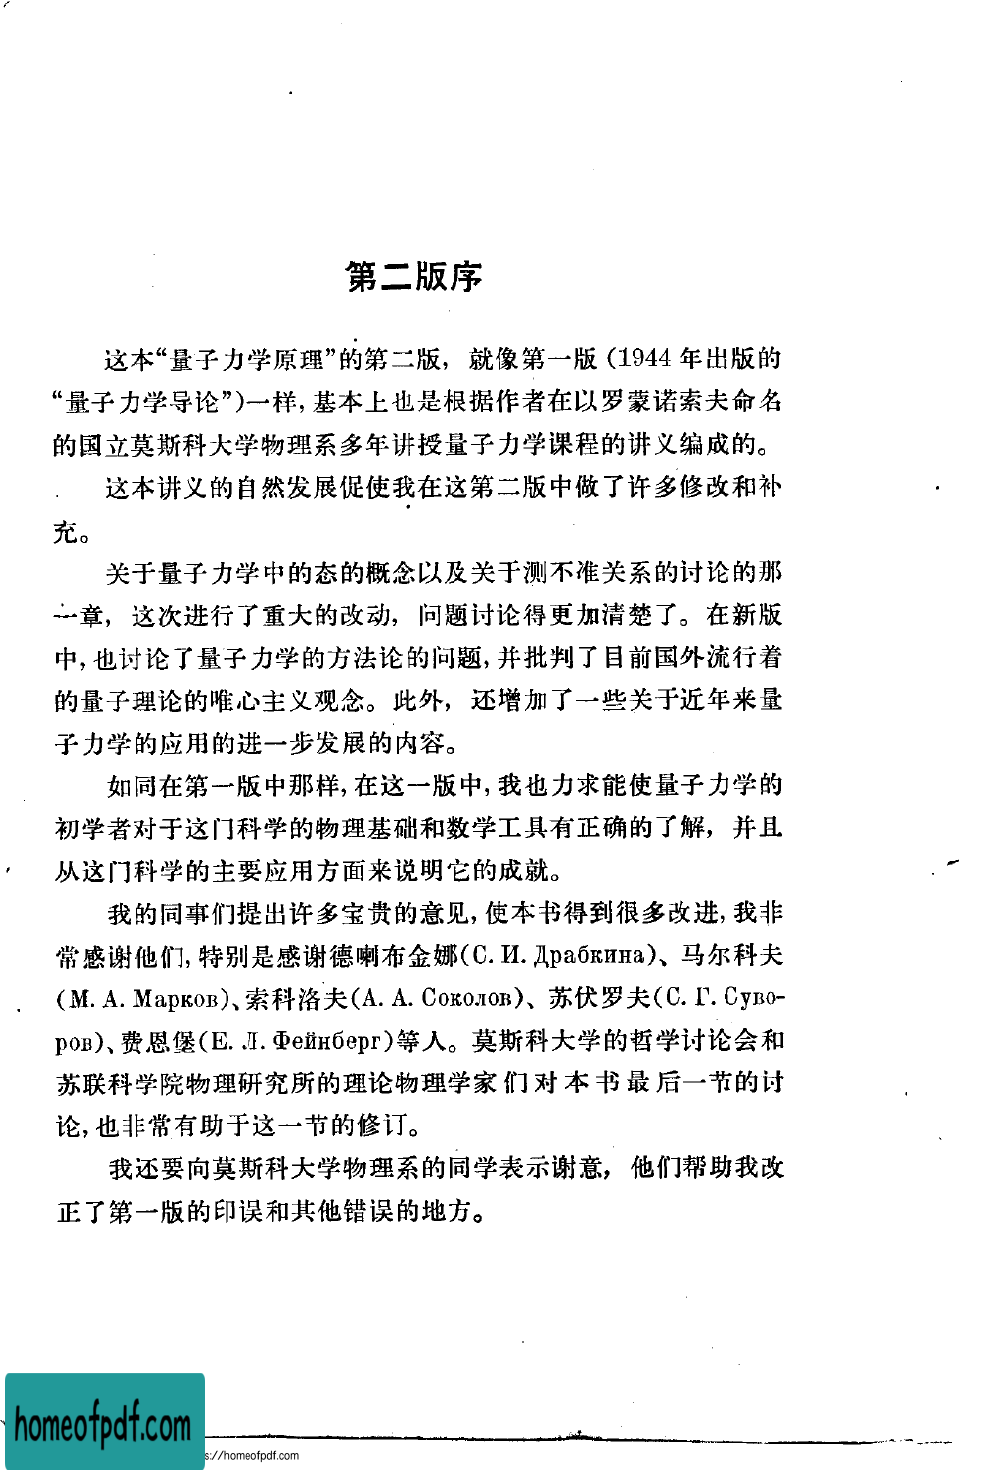 第二版序
这本“量子力学原理”的第二版，就像第一版 (1944 年出版的
“量子力学导论”)一样, 基本上也是根据作者在以罗蒙诺索夫命名
的国立莫斯科大学物理系多年讲授量子力学课程的讲义编成的。
这本讲义的自然发展促使我在这第二版中做了许多修改和补
充。
关于量子力学中的态的概念以及关于测不准关系的讨论的那
一章，这次进行了重大的改动，问题讨论得更加清楚了。在新版
中, 也讨论了量子力学的方法论的问题, 并批判了目前国外流行着
的量子理论的唯心主义观念。此外，还增加了一些关于近年来量
子力学的应用的进一步发展的内容。
如同在第一版中那样, 在这一版中, 我也力求能使量子力学的
初学者对于这门科学的物理基础和数学工具有正确的了解，并且
从这门科学的主要应用方面来说明它的成就。
我的同事们提出许多宝贵的意见, 使本书得到很多改进, 我非
常感谢他们, 特别是感谢德喇布金娜(С. И. Драбкина)、马尔科夫
(М. А. Марков)、索科洛夫(А. А. Соколов)、苏伏罗夫(С. Г. Суво-
ров)、费恩堡(Е. Л. Фейнберг)等人。莫斯科大学的哲学讨论会和
苏联科学院物理研究所的理论物理学家们对本书最后一节的讨
论, 也非常有助于这一节的修订。
我还要向莫斯科大学物理系的同学表示谢意，他们帮助我改
正了第一版的印误和其他错误的地方。
homeofpdf.com
s://homeofpdf.com